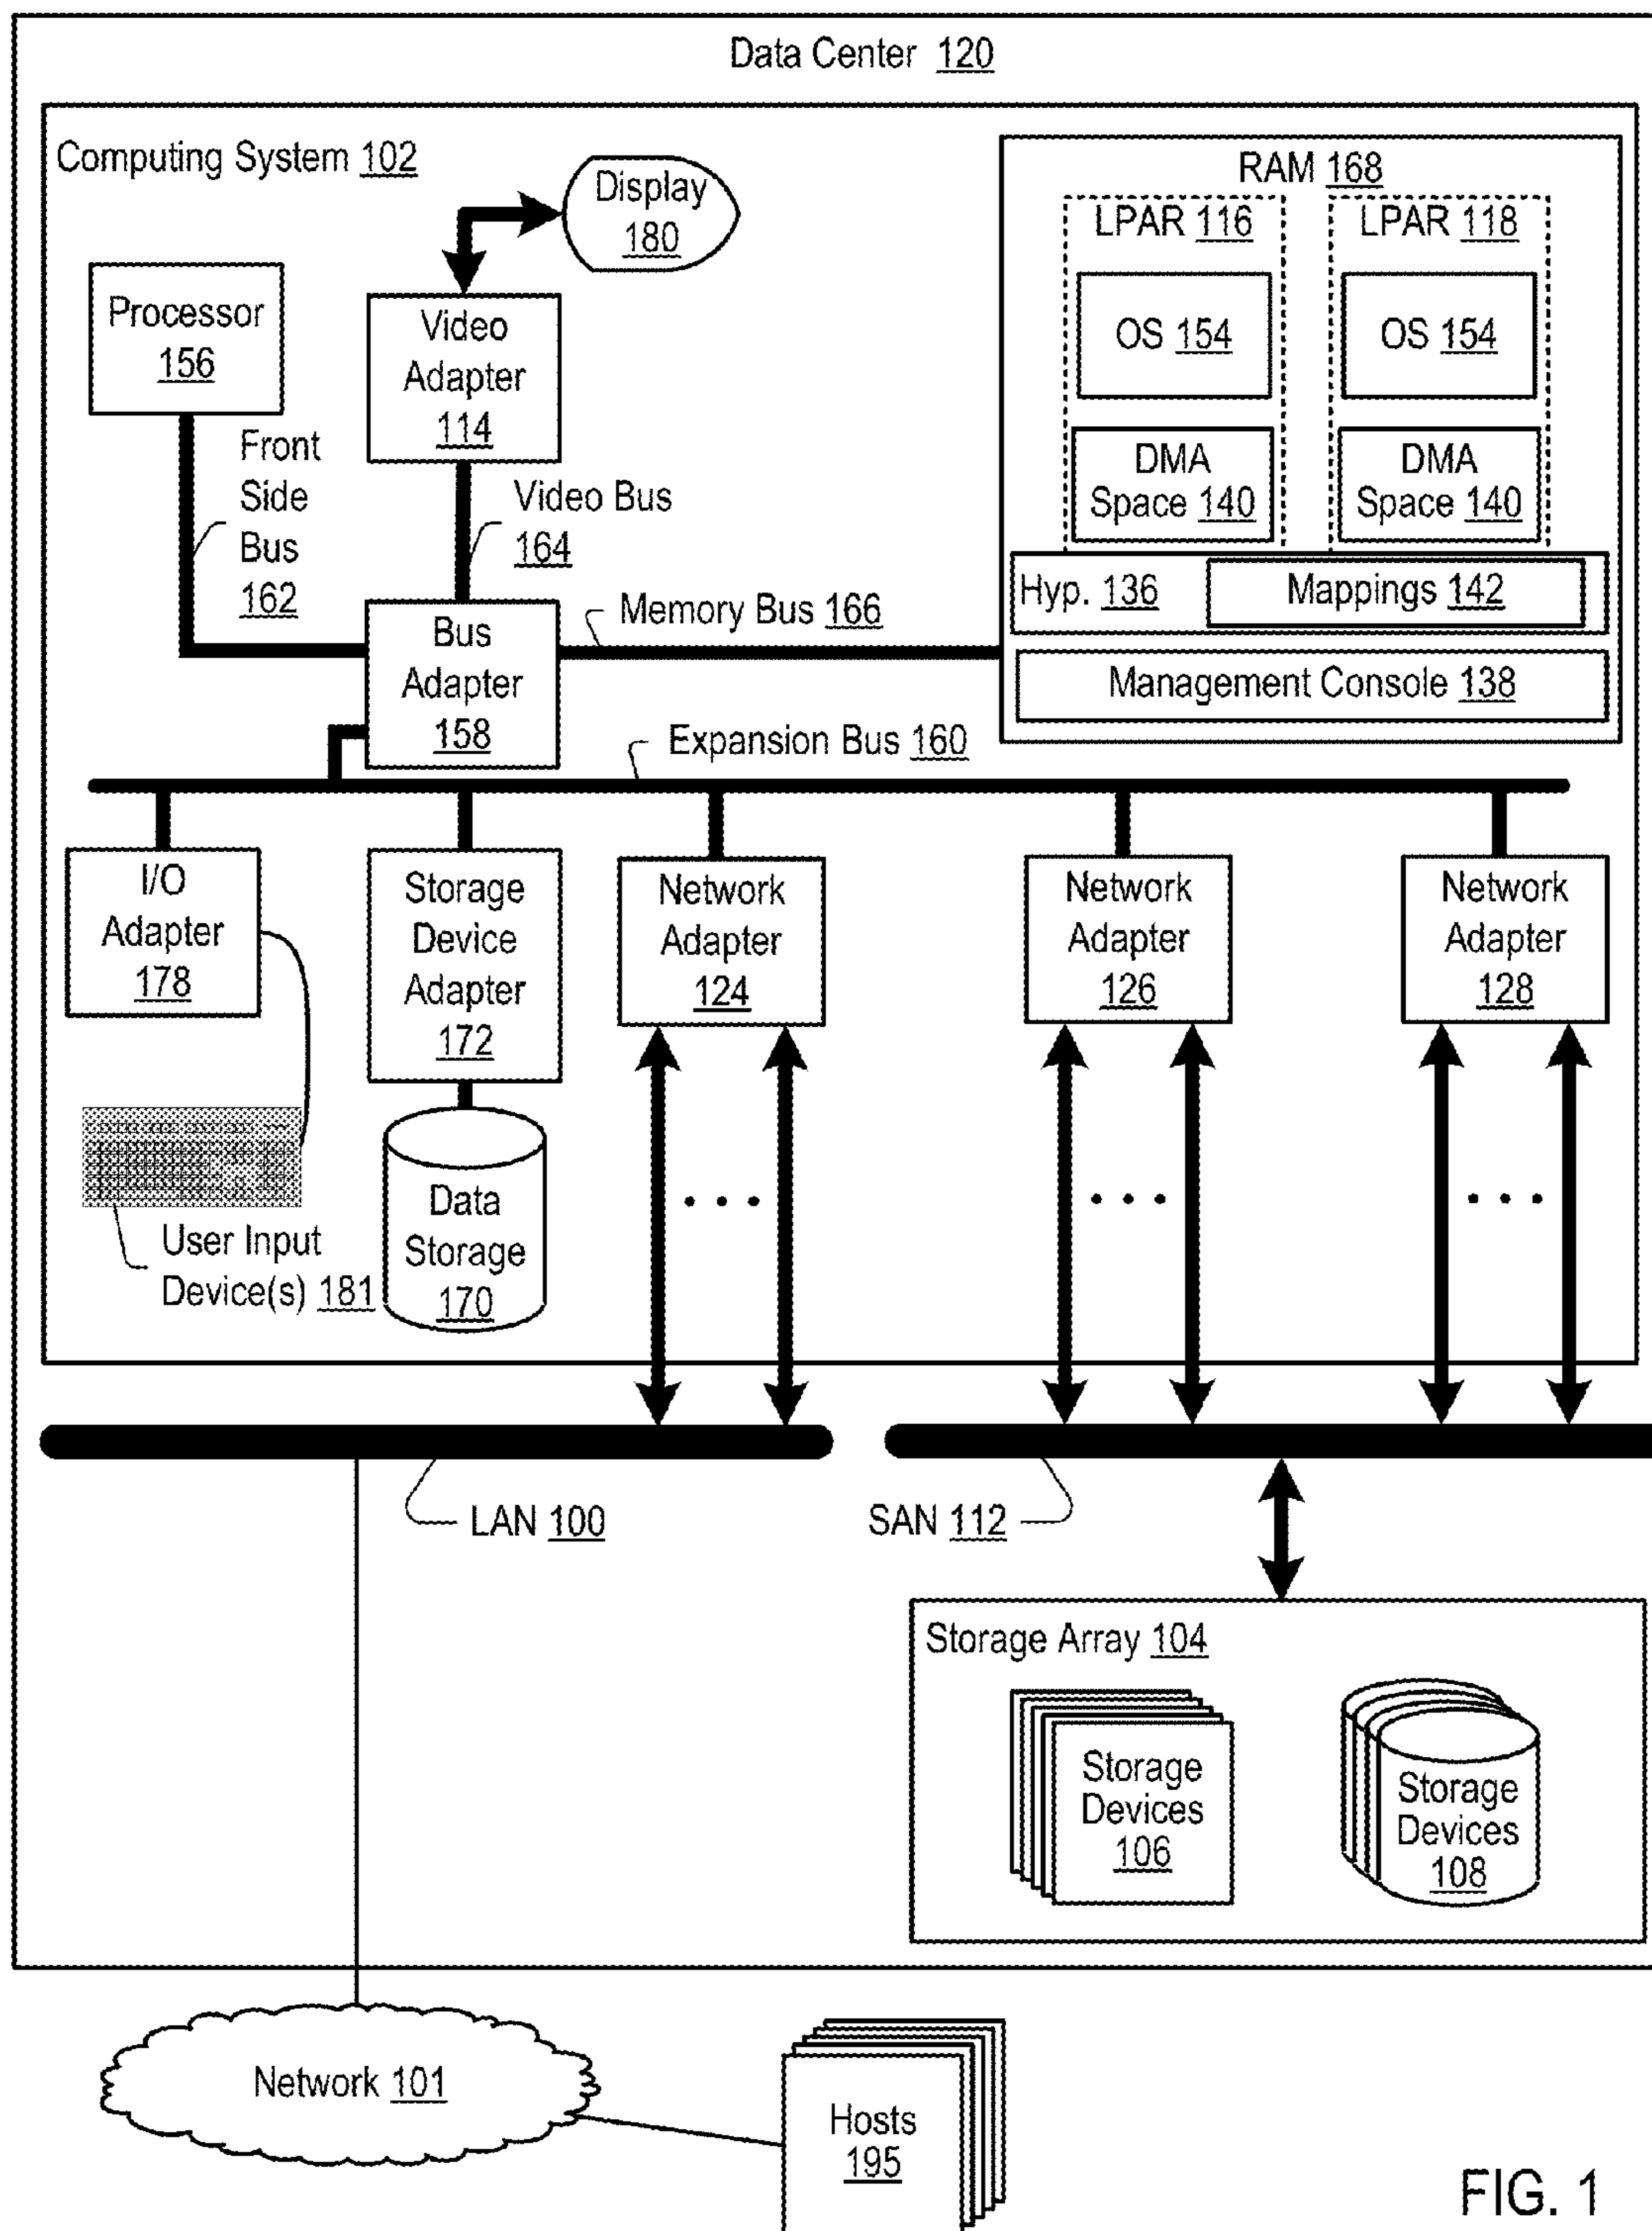 Data Center 120
Computing System 102
Display
180
RAM 168
LPAR 116
LPAR 118
OS 154
OS 154
DMA
Space 140
DMA
Space 140
Hyp. 136
Mappings 142
Management Console 138
Processor
156
Video
Adapter
114
Front
Side
Bus
162
Video Bus
164
Memory Bus 166
Bus
Adapter
158
Expansion Bus 160
I/O
Adapter
178
Storage
Device
Adapter
172
Network
Adapter
124
Network
Adapter
126
Network
Adapter
128
User Input
Device(s) 181
Data
Storage
170
LAN 100
SAN 112
Storage Array 104
Storage
Devices
106
Storage
Devices
108
Network 101
Hosts
195
FIG. 1